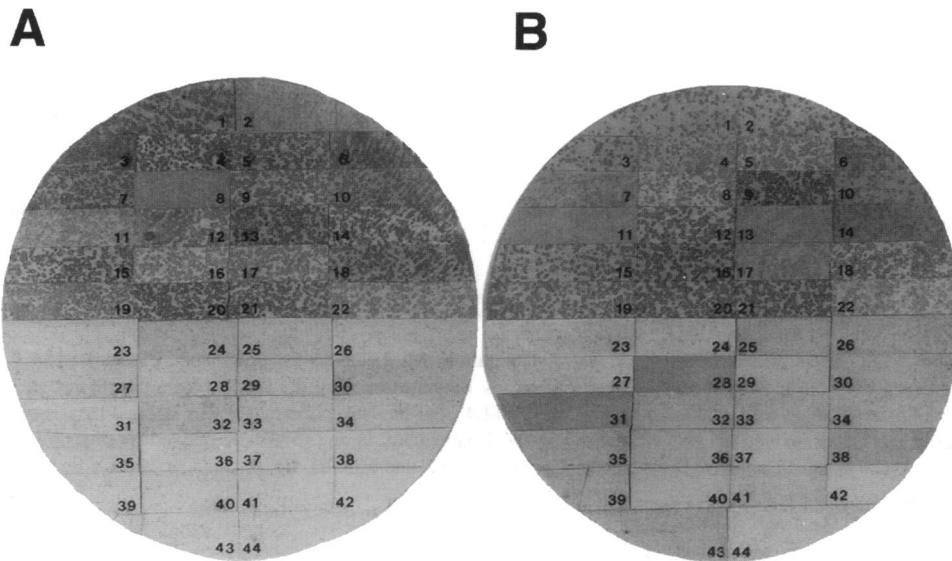 A B
1 2 1 2
3 4 5 6 3 4 5 6
7 8 9 10 7 8 9 10
11 12 13 14 11 12 13 14
15 16 17 18 15 16 17 18
19 20 21 22 19 20 21 22
23 24 25 26 23 24 25 26
27 28 29 30 27 28 29 30
31 32 33 34 31 32 33 34
35 36 37 38 35 36 37 38
39 40 41 42 39 40 41 42
43 44 43 44